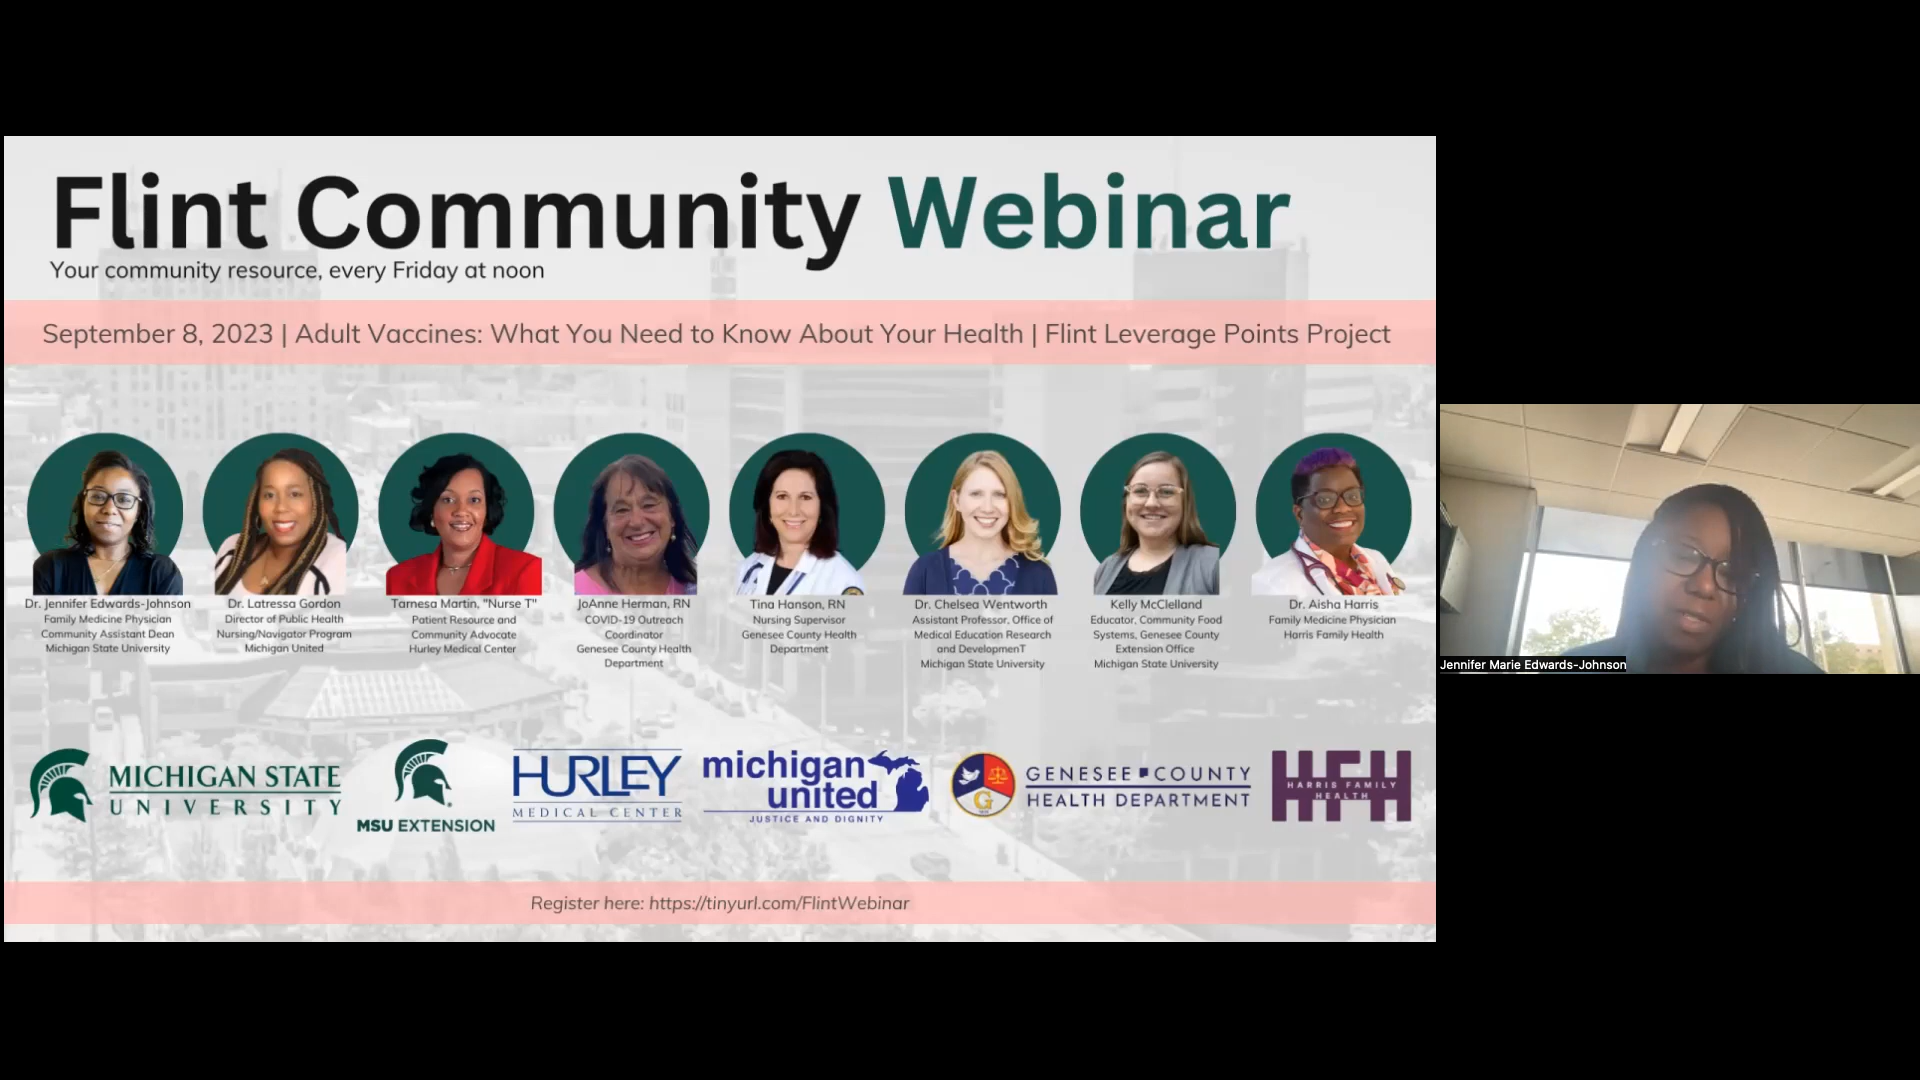 Flint Community Webinar
Your community resource, every Friday at noon
September 8, 2023 | Adult Vaccines: What You Need to Know About Your Health | Flint Leverage Points Project
Dr. Jennifer Edwards-Johnson
Family Medicine Physician
Community Assistant Dean
Michigan State University
Dr. Latressa Gordon
Director of Public Health
Nursing/Navigator Program
Michigan United
Tamesa Martin, "Nurse T"
Patient Resource and
Community Advocate
Hurley Medical Center
JoAnne Herman, RN
COVID-19 Outreach
Coordinator
Genesee County Health
Department
Tina Hanson, RN
Nursing Supervisor
Genesee County Health
Department
Dr. Chelsea Wentworth
Assistant Professor, Office of
Medical Education Research
and DevelopmenT
Michigan State University
Kelly McClelland
Educator, Community Food
Systems, Genesee County
Extension Office
Michigan State University
Dr. Aisha Harris
Family Medicine Physician
Harris Family Health
Jennifer Marie Edwards-Johnson
MICHIGAN STATE
UNIVERSITY
MSU EXTENSION
HURLEY
MEDICAL CENTER
michigan
united
JUSTICE AND DIGNITY
G
GENESEE COUNTY
HEALTH DEPARTMENT
HFH
HARRIS FAMILY
HEALTH
Register here: https://tinyurl.com/FlintWebinar